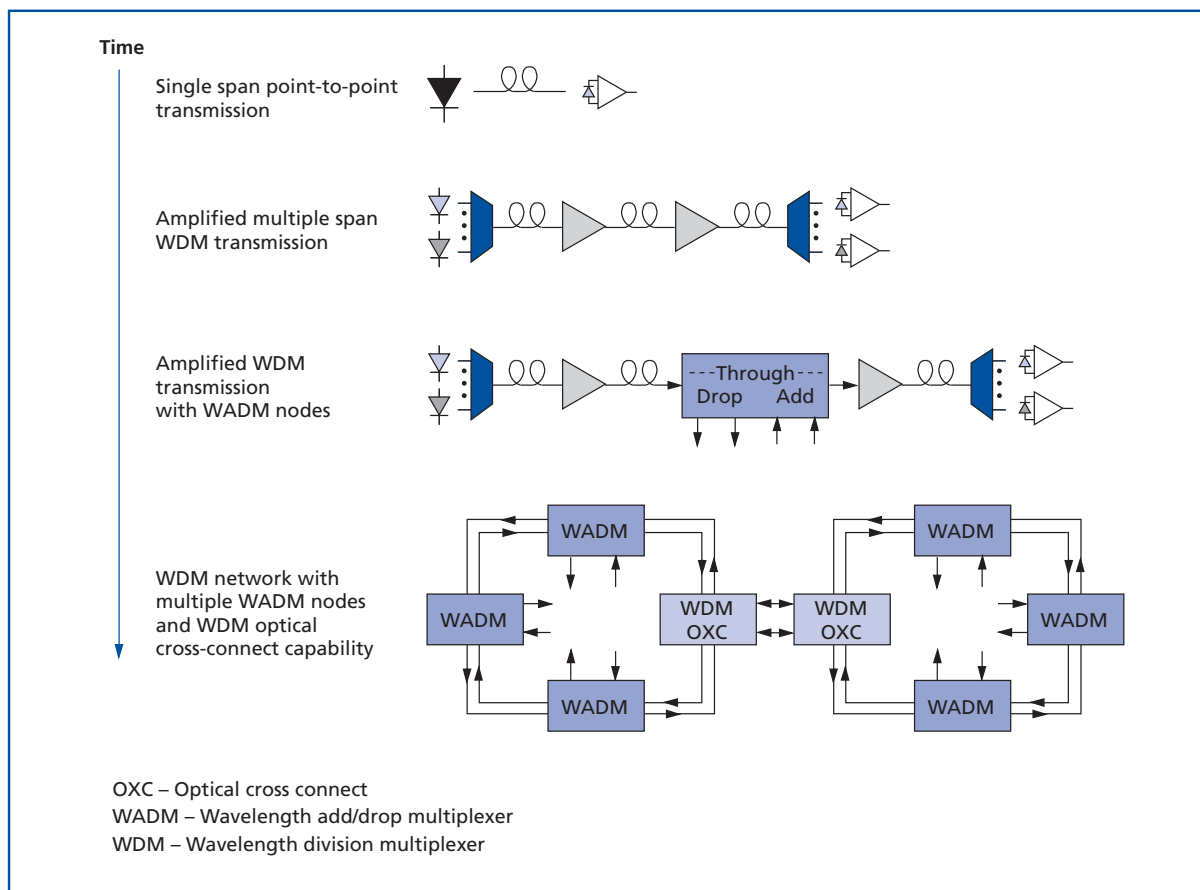 Time
Single span point-to-point
transmission
Amplified multiple span
WDM transmission
Amplified WDM
transmission
with WADM nodes
Through
Drop Add
WDM network with
multiple WADM nodes
and WDM optical
cross-connect capability
WADM
WADM
WADM
WDM
OXC
WDM
OXC
WADM
WADM
WADM
OXC – Optical cross connect
WADM – Wavelength add/drop multiplexer
WDM – Wavelength division multiplexer